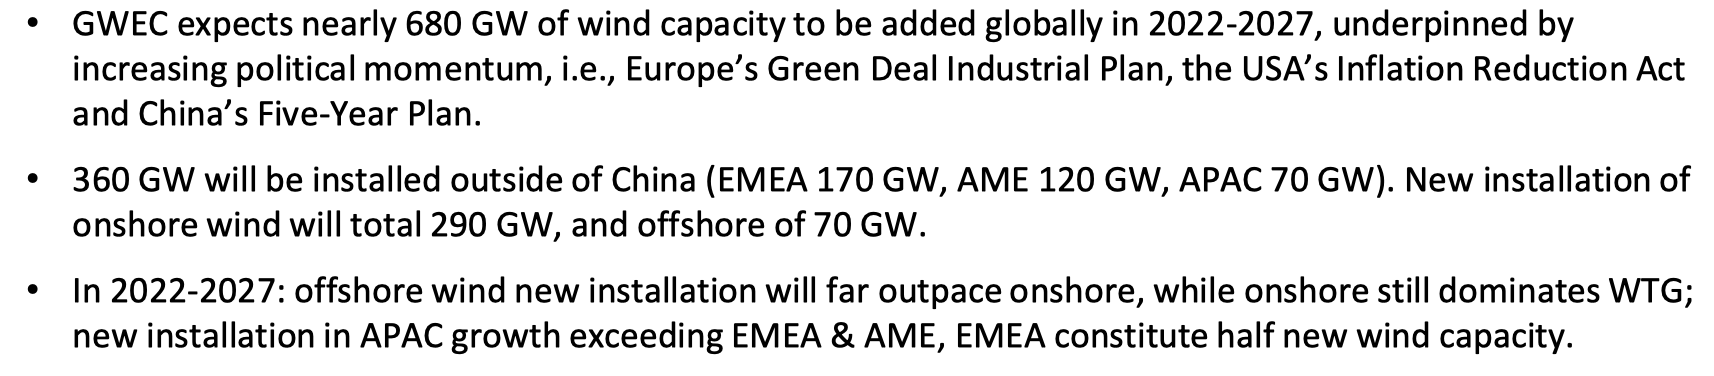 • GWEC expects nearly 680 GW of wind capacity to be added globally in 2022-2027, underpinned by
increasing political momentum, i.e., Europe’s Green Deal Industrial Plan, the USA’s Inflation Reduction Act
and China’s Five-Year Plan.
• 360 GW will be installed outside of China (EMEA 170 GW, AME 120 GW, APAC 70 GW). New installation of
onshore wind will total 290 GW, and offshore of 70 GW.
• In 2022-2027: offshore wind new installation will far outpace onshore, while onshore still dominates WTG;
new installation in APAC growth exceeding EMEA & AME, EMEA constitute half new wind capacity.